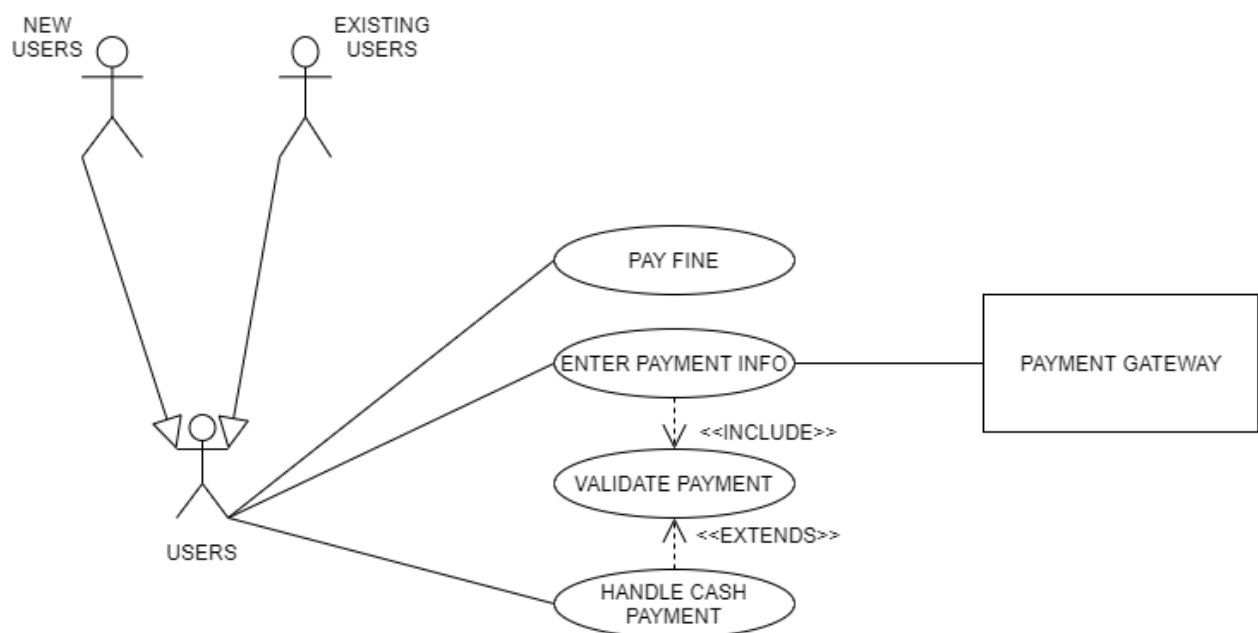 NEW
USERS
EXISTING
USERS
PAY FINE
ENTER PAYMENT INFO
PAYMENT GATEWAY
<<INCLUDE>>
VALIDATE PAYMENT
<<EXTENDS>>
USERS
HANDLE CASH
PAYMENT